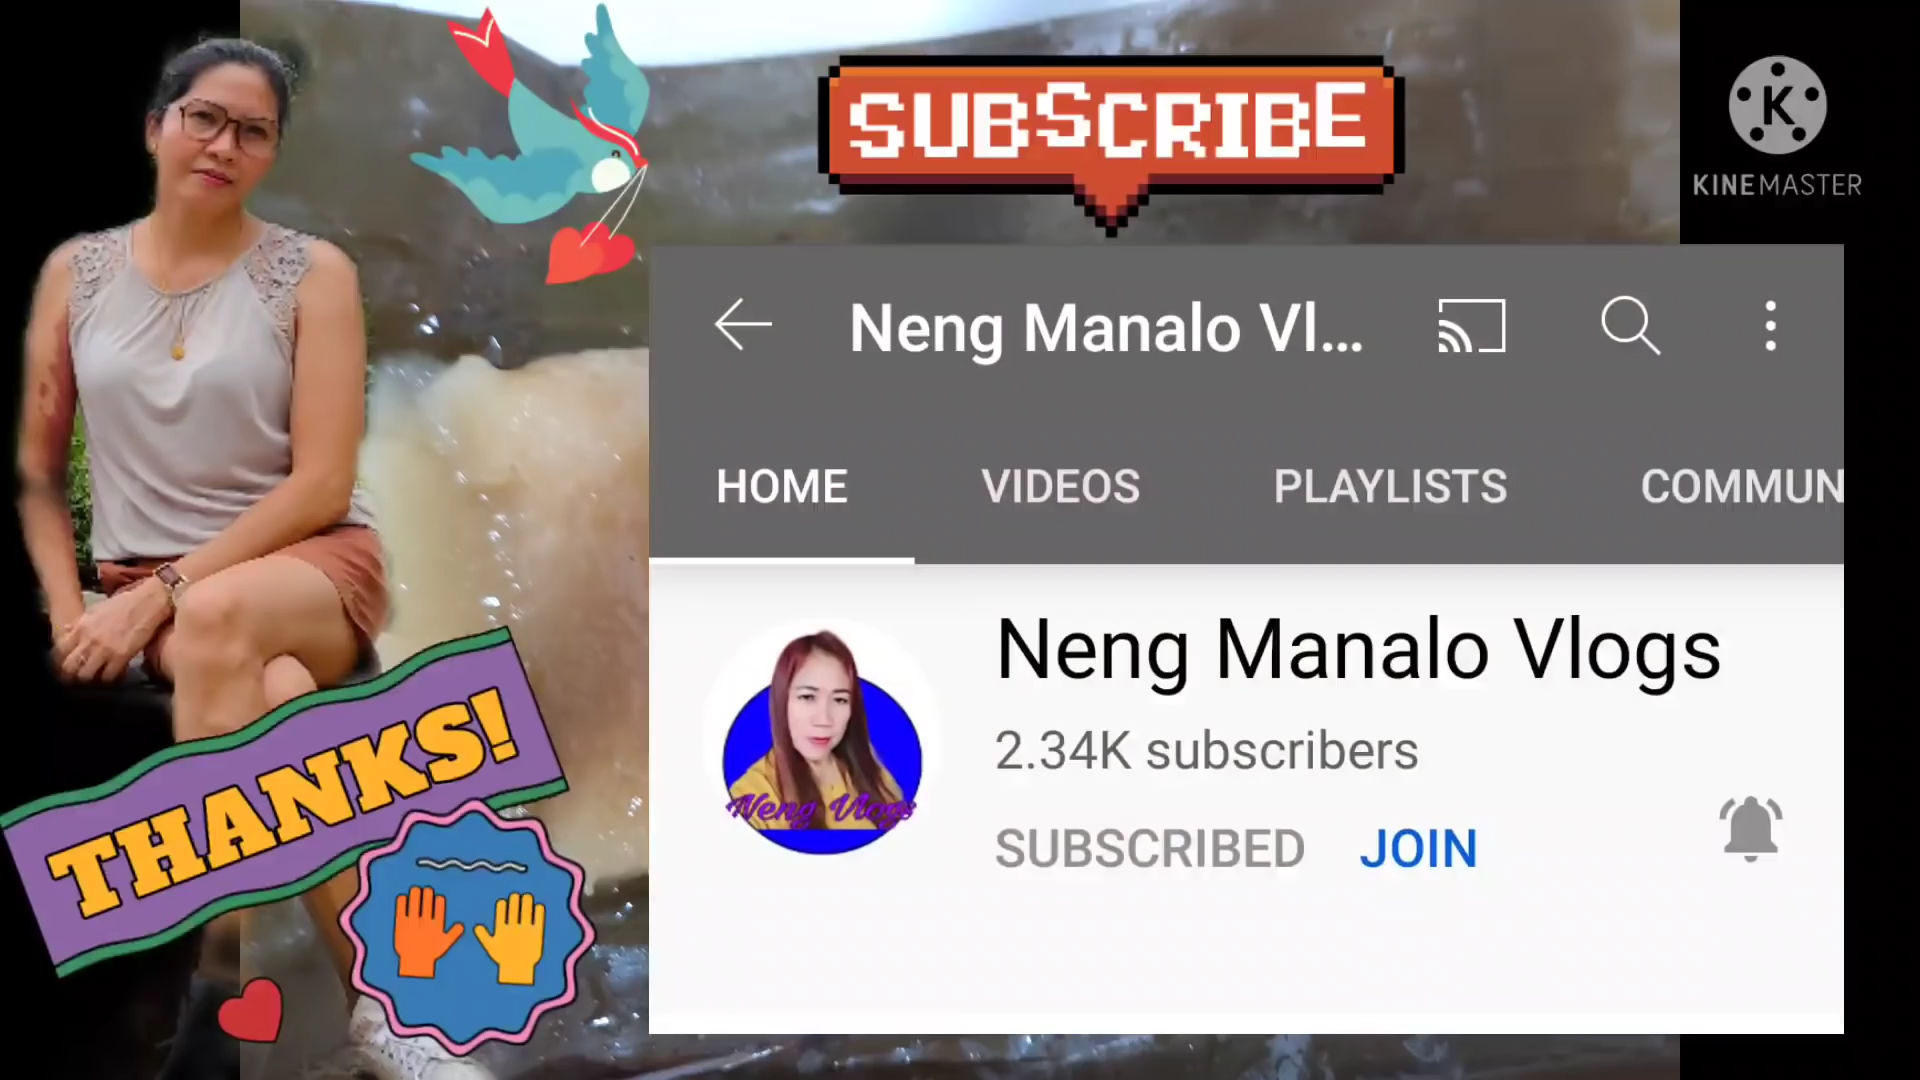 SUBSCRIBE
K
KINEMASTER
Neng Manalo Vl...
HOME VIDEOS PLAYLISTS COMMUN
Neng Manalo Vlogs
2.34K subscribers
Neng Vlogs
SUBSCRIBED JOIN
THANKS!